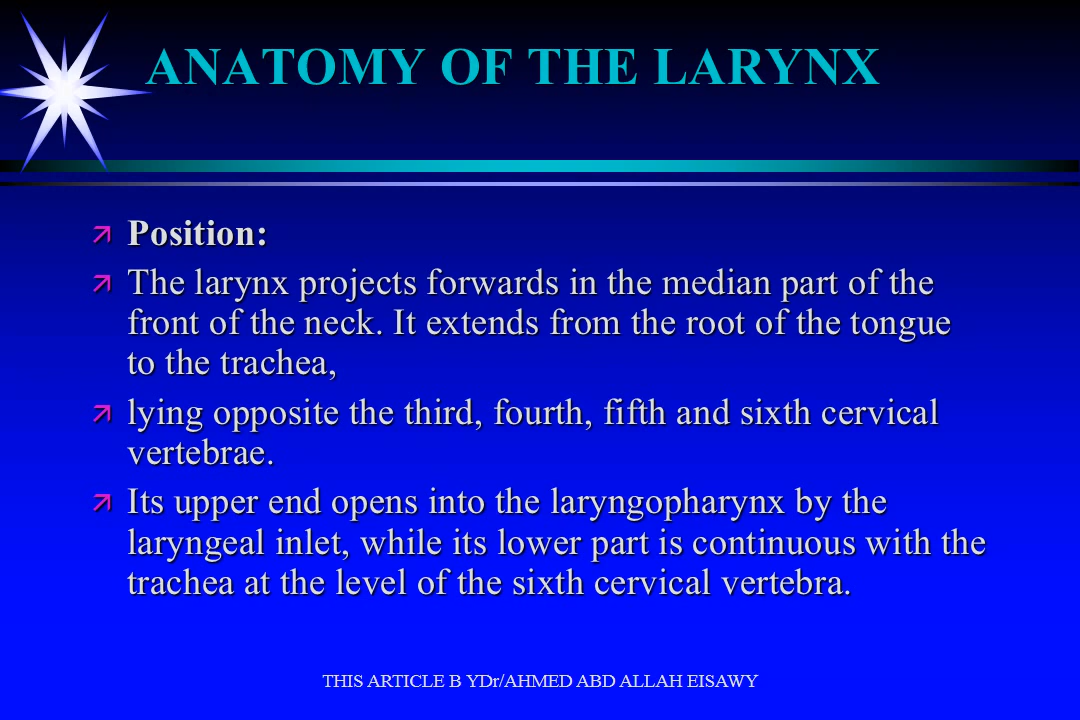 ANATOMY OF THE LARYNX
Position:
The larynx projects forwards in the median part of the
front of the neck. It extends from the root of the tongue
to the trachea,
lying opposite the third, fourth, fifth and sixth cervical
vertebrae.
Its upper end opens into the laryngopharynx by the
laryngeal inlet, while its lower part is continuous with the
trachea at the level of the sixth cervical vertebra.
THIS ARTICLE B YDr/AHMED ABD ALLAH EISAWY